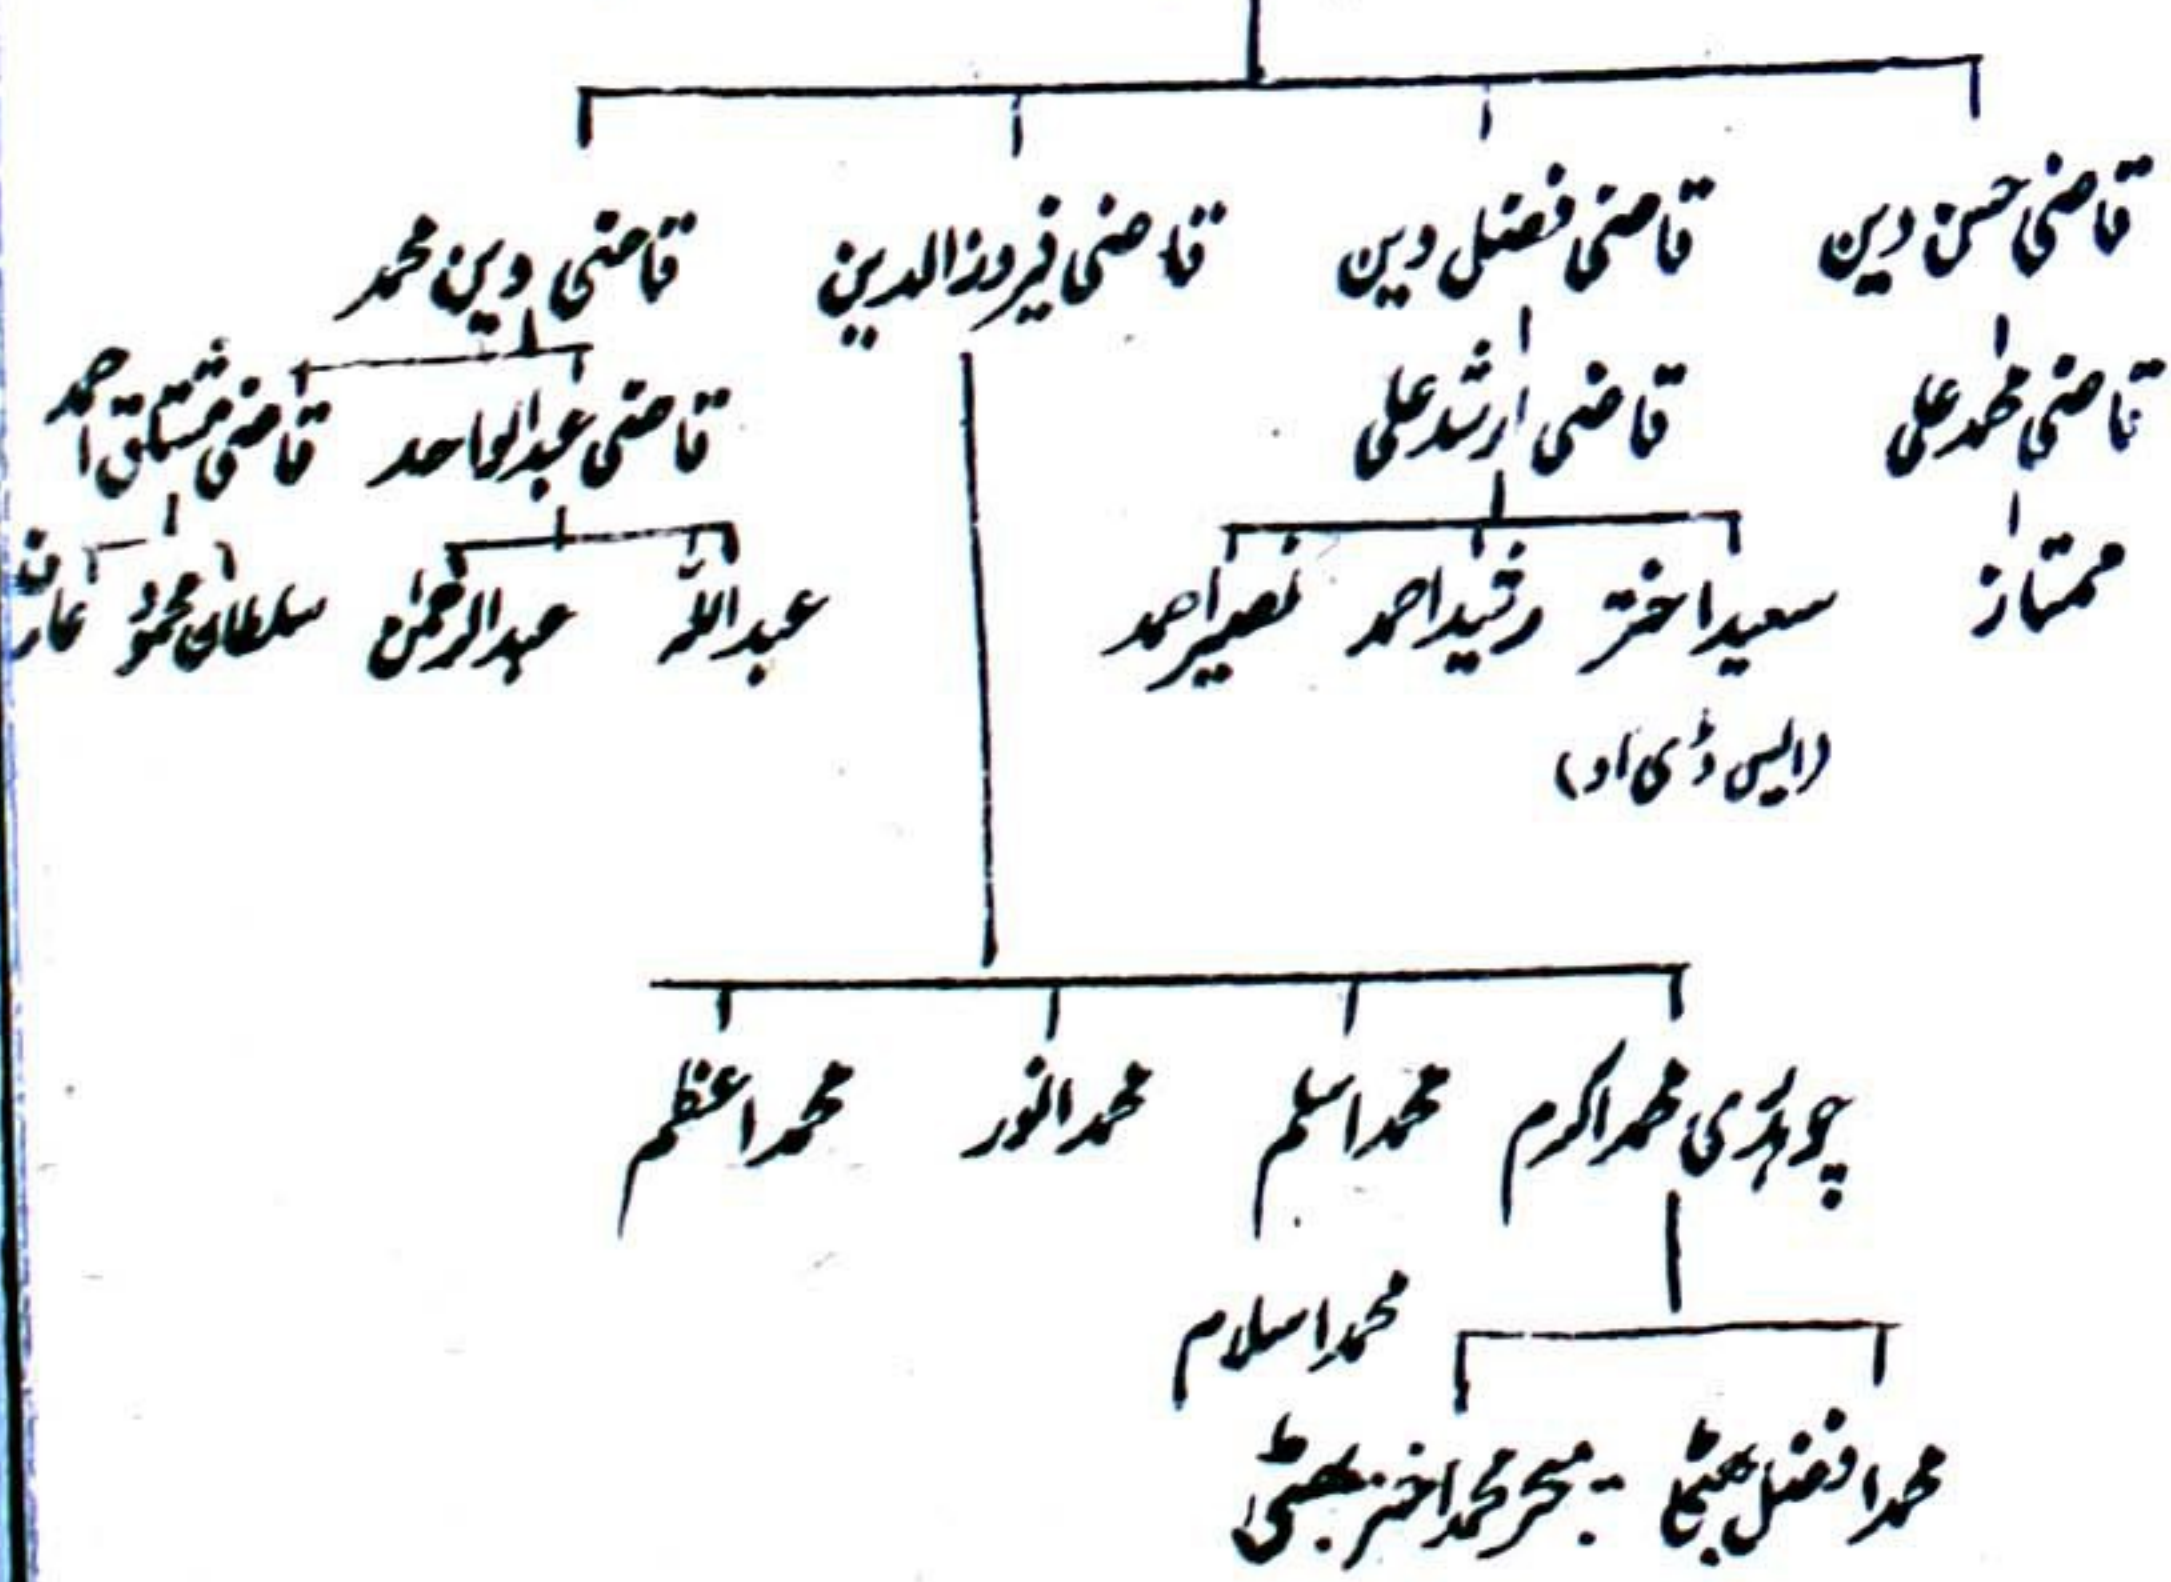 قاضی حسن دین قاضی فضل دین قاضی فیروزالدین قاضی دین محمد
قاضی محمد علی قاضی ارشد علی قاضی عبدالواحد قاضی مشتاق احمد
ممتاز سعید اختر رشید احمد نصیر احمد عبداللہ عبدالرحمٰن سلطان محمود
(ایس ڈی او)
چوہدری محمد اکرم محمد اسلم محمد انور محمد اعظم
محمد اسلام
محمد افضل بھٹی - میجر محمد اختر بھٹی